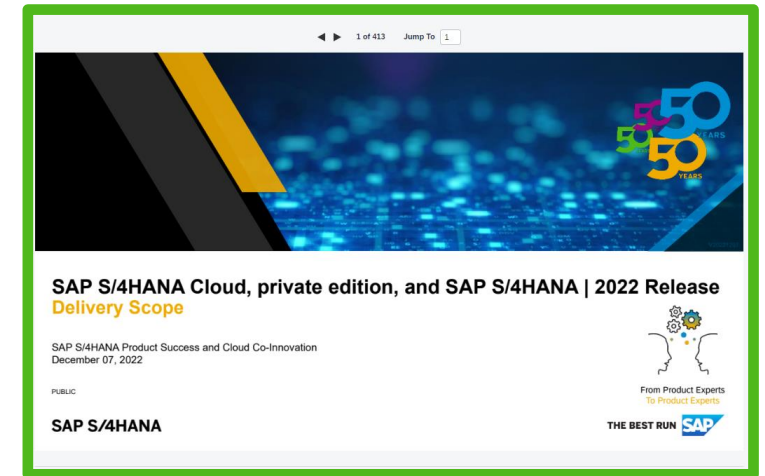 1 of 413 Jump To 1
50
50 YEARS
50
50 YEARS
SAP S/4HANA Cloud, private edition, and SAP S/4HANA | 2022 Release
Delivery Scope
SAP S/4HANA Product Success and Cloud Co-Innovation
December 07, 2022
PUBLIC
From Product Experts
To Product Experts
SAP S/4HANA
THE BEST RUN SAP